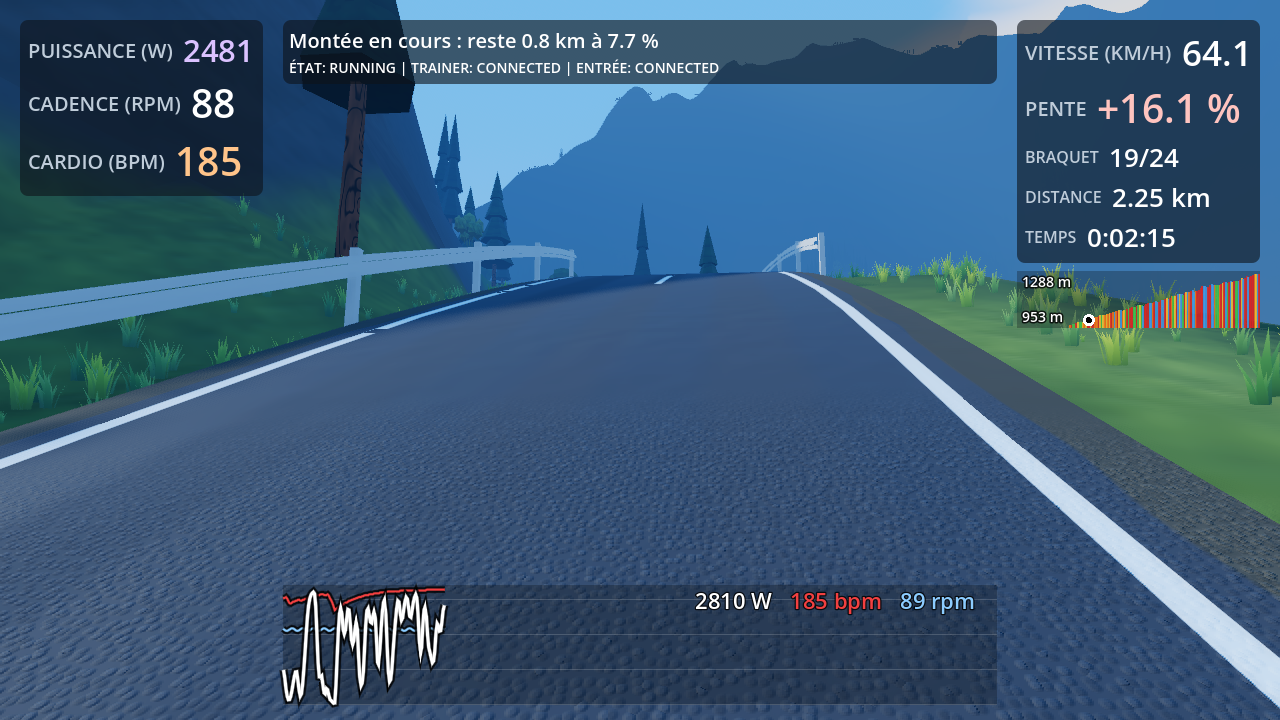 PUISSANCE (W) 2481
CADENCE (RPM) 88
CARDIO (BPM) 185
Montée en cours : reste 0.8 km à 7.7 %
ÉTAT: RUNNING | TRAINER: CONNECTED | ENTRÉE: CONNECTED
VITESSE (KM/H) 64.1
PENTE +16.1 %
BRAQUET 19/24
DISTANCE 2.25 km
TEMPS 0:02:15
1288 m
953 m
2810 W 185 bpm 89 rpm